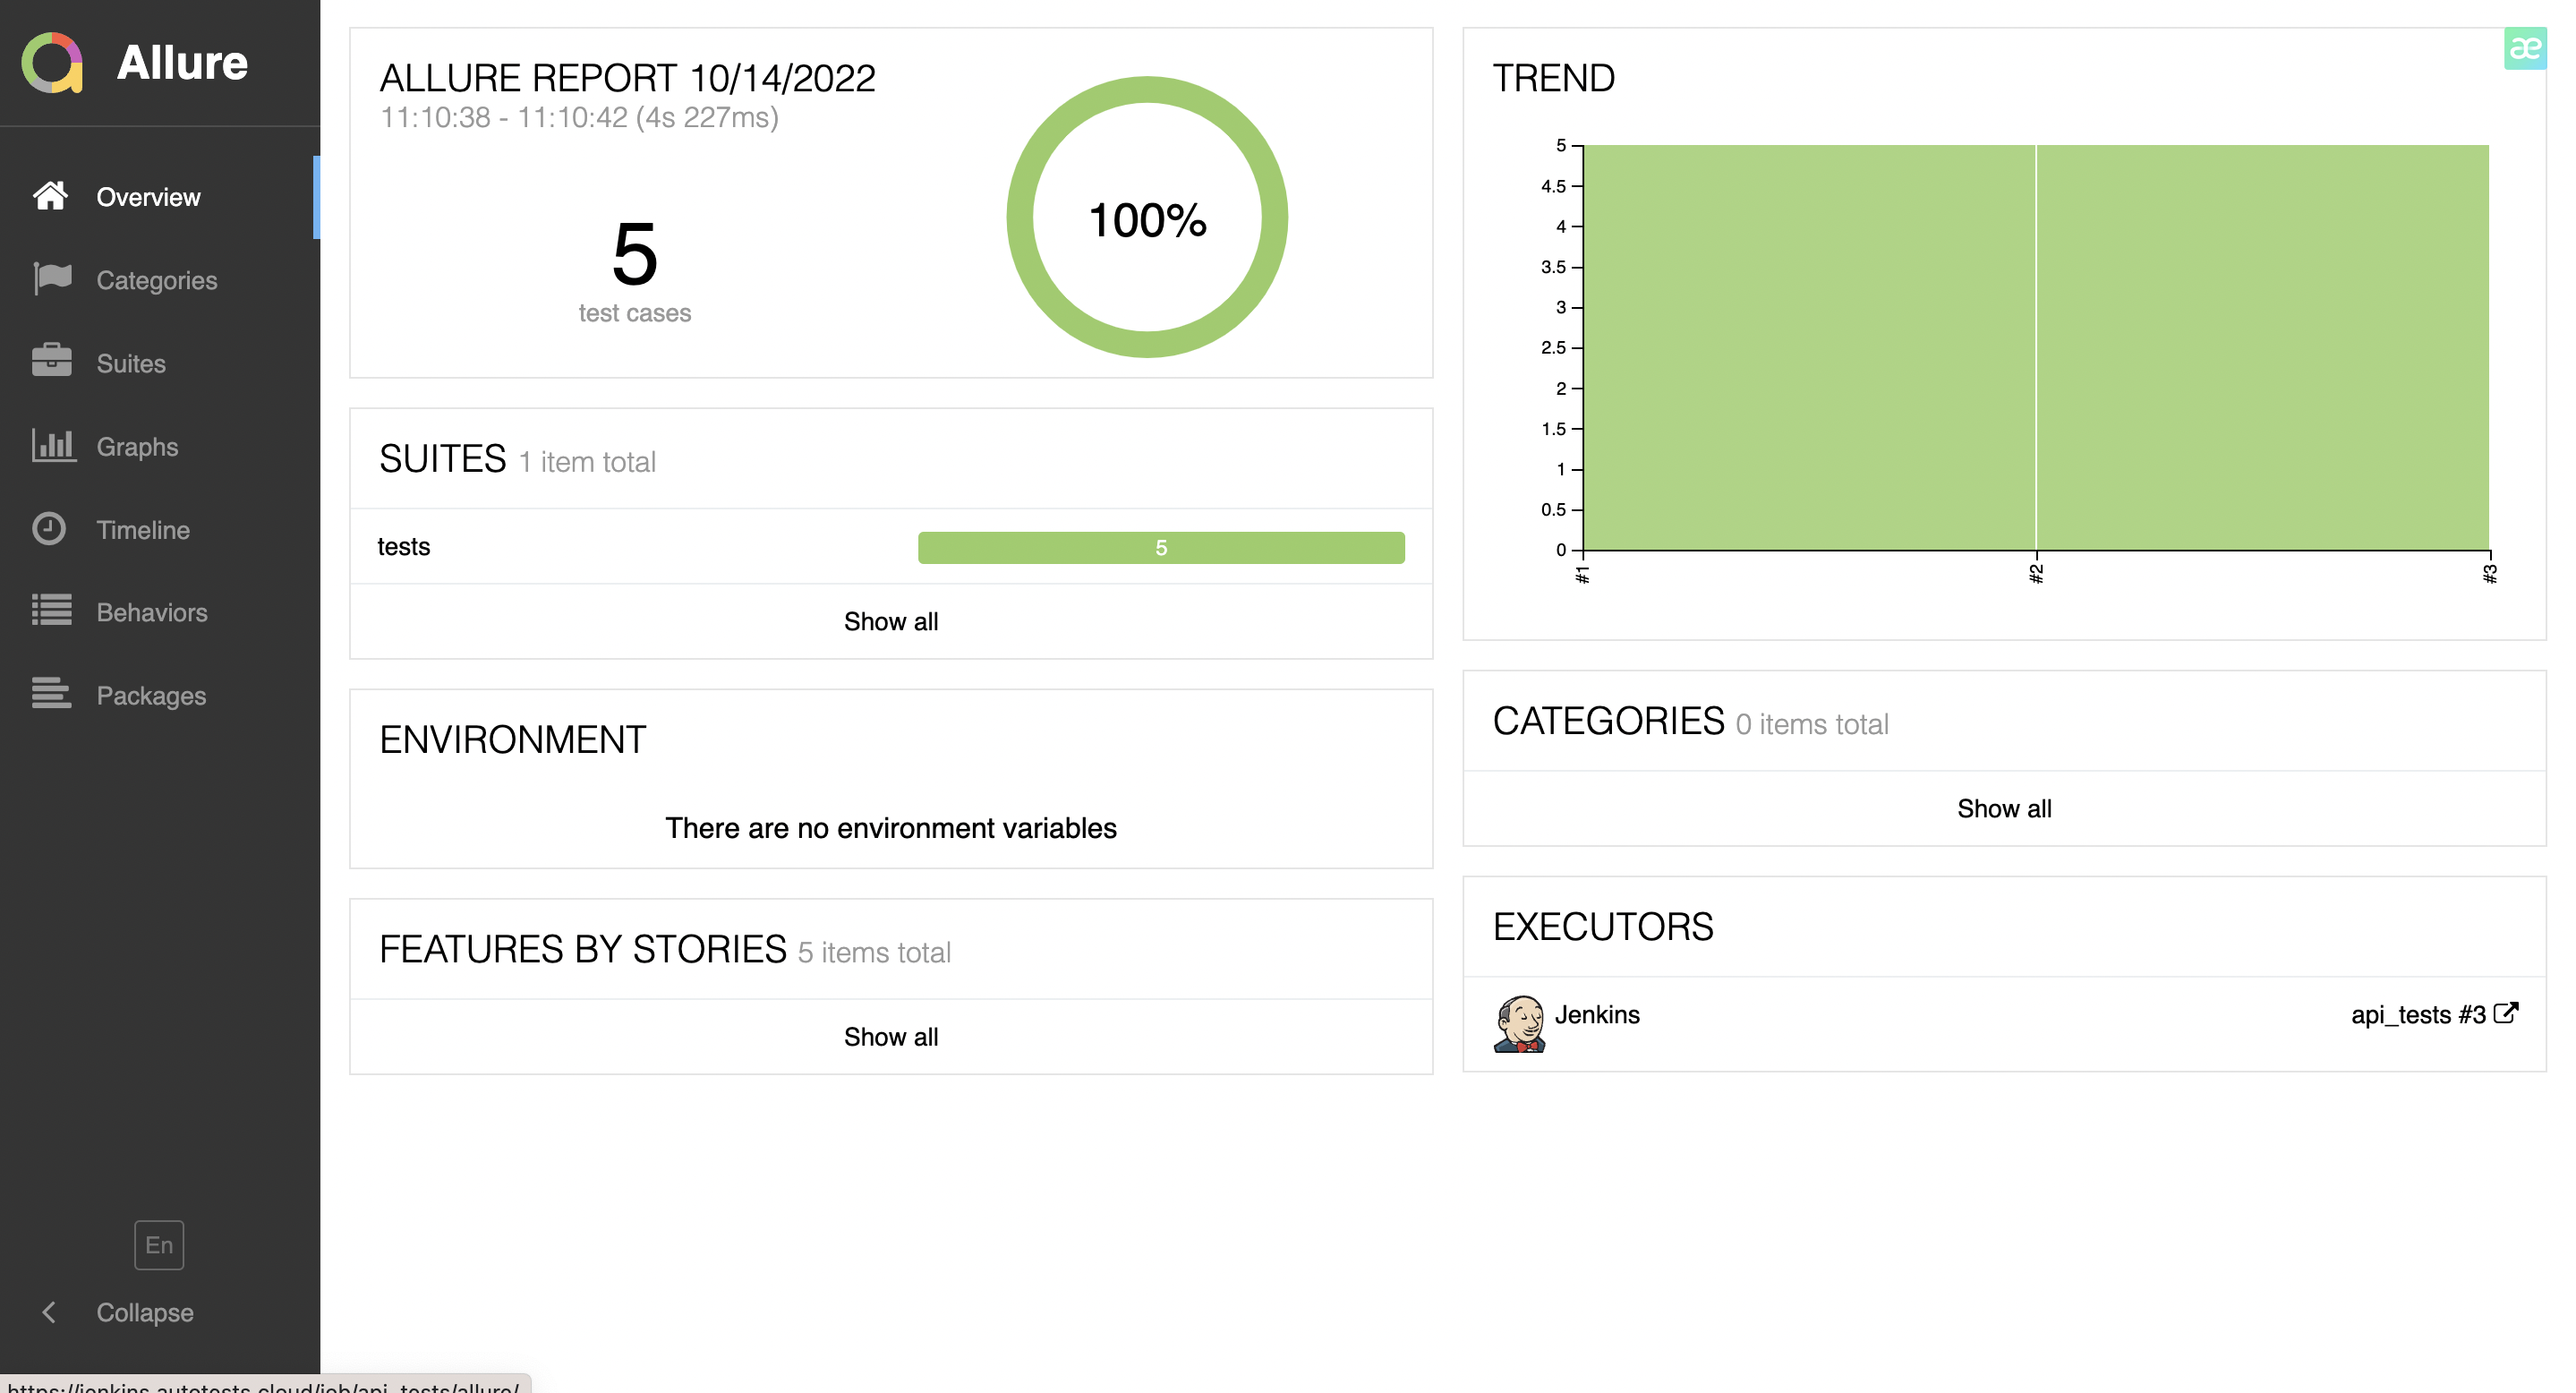 Allure
Overview
Categories
Suites
Graphs
Timeline
Behaviors
Packages
En
Collapse
ALLURE REPORT 10/14/2022
11:10:38 - 11:10:42 (4s 227ms)
5
test cases
100%
SUITES 1 item total
tests 5
Show all
ENVIRONMENT
There are no environment variables
FEATURES BY STORIES 5 items total
Show all
TREND
æ
5
4.5
4
3.5
3
2.5
2
1.5
1
0.5
0
#1 #2 #3
CATEGORIES 0 items total
Show all
EXECUTORS
Jenkins api_tests #3
https://jenkins.autotests.cloud/job/api_tests/allure/